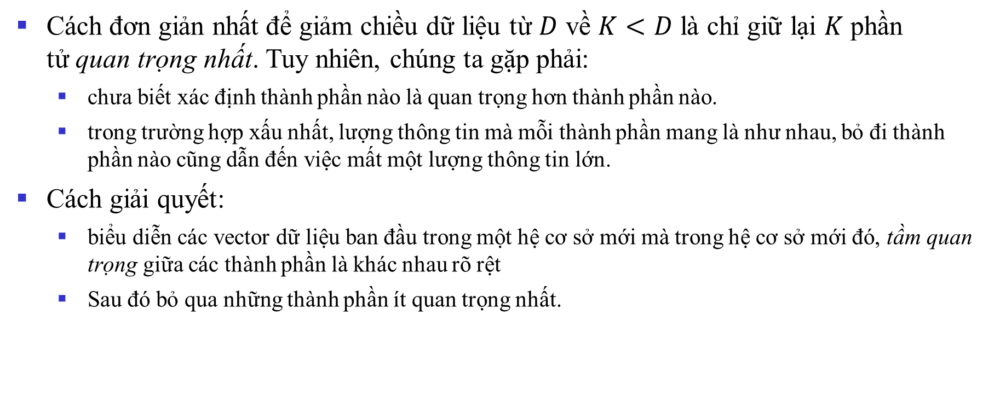 ▪ Cách đơn giản nhất để giảm chiều dữ liệu từ D về K < D là chỉ giữ lại K phần
tử quan trọng nhất. Tuy nhiên, chúng ta gặp phải:
▪ chưa biết xác định thành phần nào là quan trọng hơn thành phần nào.
▪ trong trường hợp xấu nhất, lượng thông tin mà mỗi thành phần mang là như nhau, bỏ đi thành
phần nào cũng dẫn đến việc mất một lượng thông tin lớn.
▪ Cách giải quyết:
▪ biểu diễn các vector dữ liệu ban đầu trong một hệ cơ sở mới mà trong hệ cơ sở mới đó, tầm quan
trọng giữa các thành phần là khác nhau rõ rệt
▪ Sau đó bỏ qua những thành phần ít quan trọng nhất.